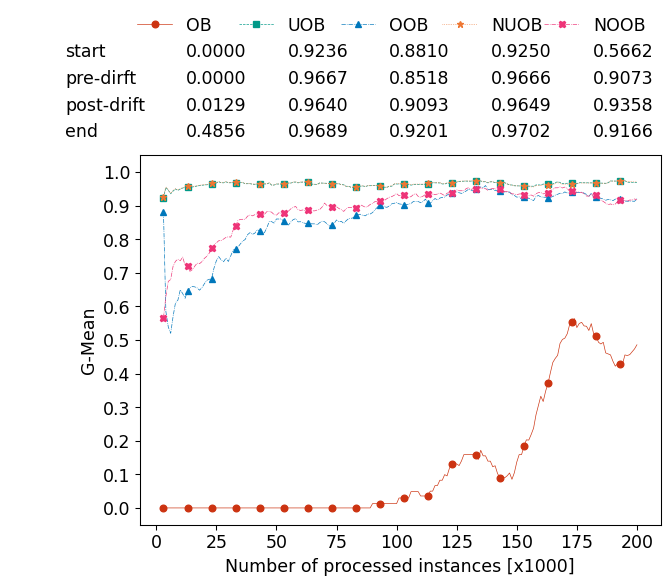 OB UOB OOB NUOB NOOB
start 0.0000 0.9236 0.8810 0.9250 0.5662
pre-dirft 0.0000 0.9667 0.8518 0.9666 0.9073
post-drift 0.0129 0.9640 0.9093 0.9649 0.9358
end 0.4856 0.9689 0.9201 0.9702 0.9166
1.0
0.9
0.8
0.7
0.6
0.5
0.4
0.3
0.2
0.1
0.0
G-Mean
0 25 50 75 100 125 150 175 200
Number of processed instances [x1000]